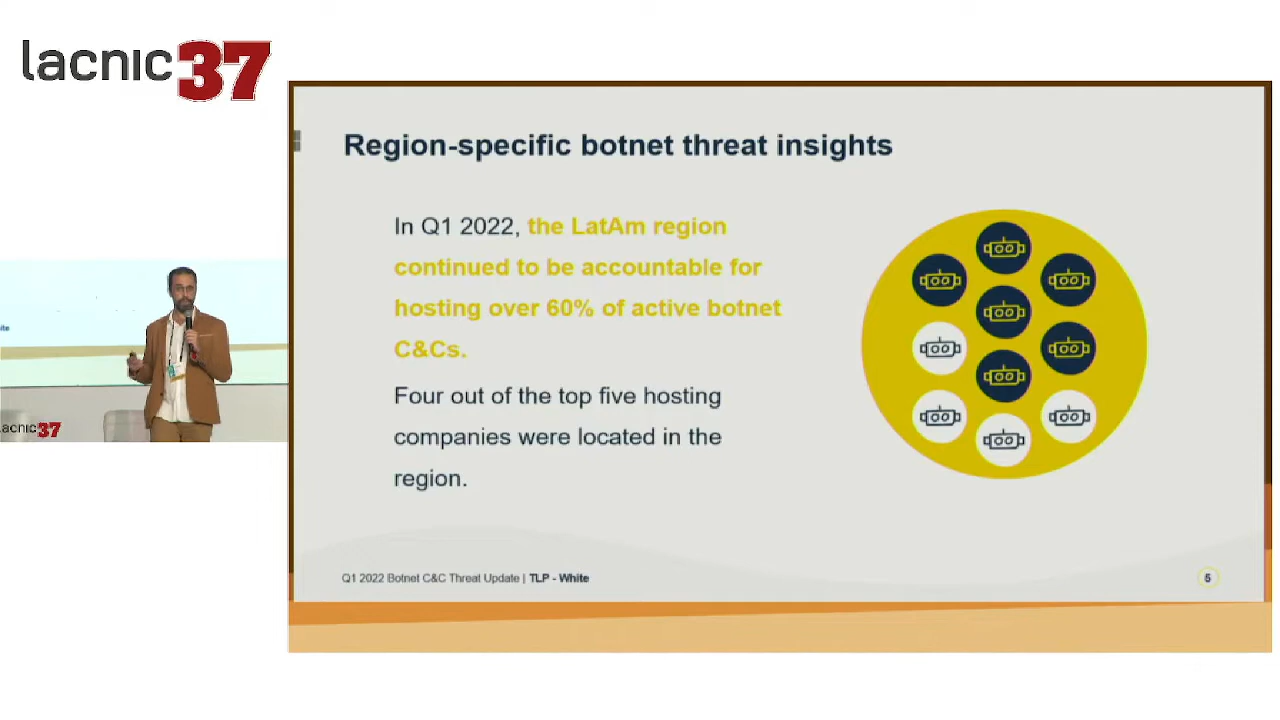 lacnic 37
Region-specific botnet threat insights
In Q1 2022, the LatAm region
continued to be accountable for
hosting over 60% of active botnet
C&Cs.
Four out of the top five hosting
companies were located in the
region.
Q1 2022 Botnet C&C Threat Update | TLP - White
5
lacnic37